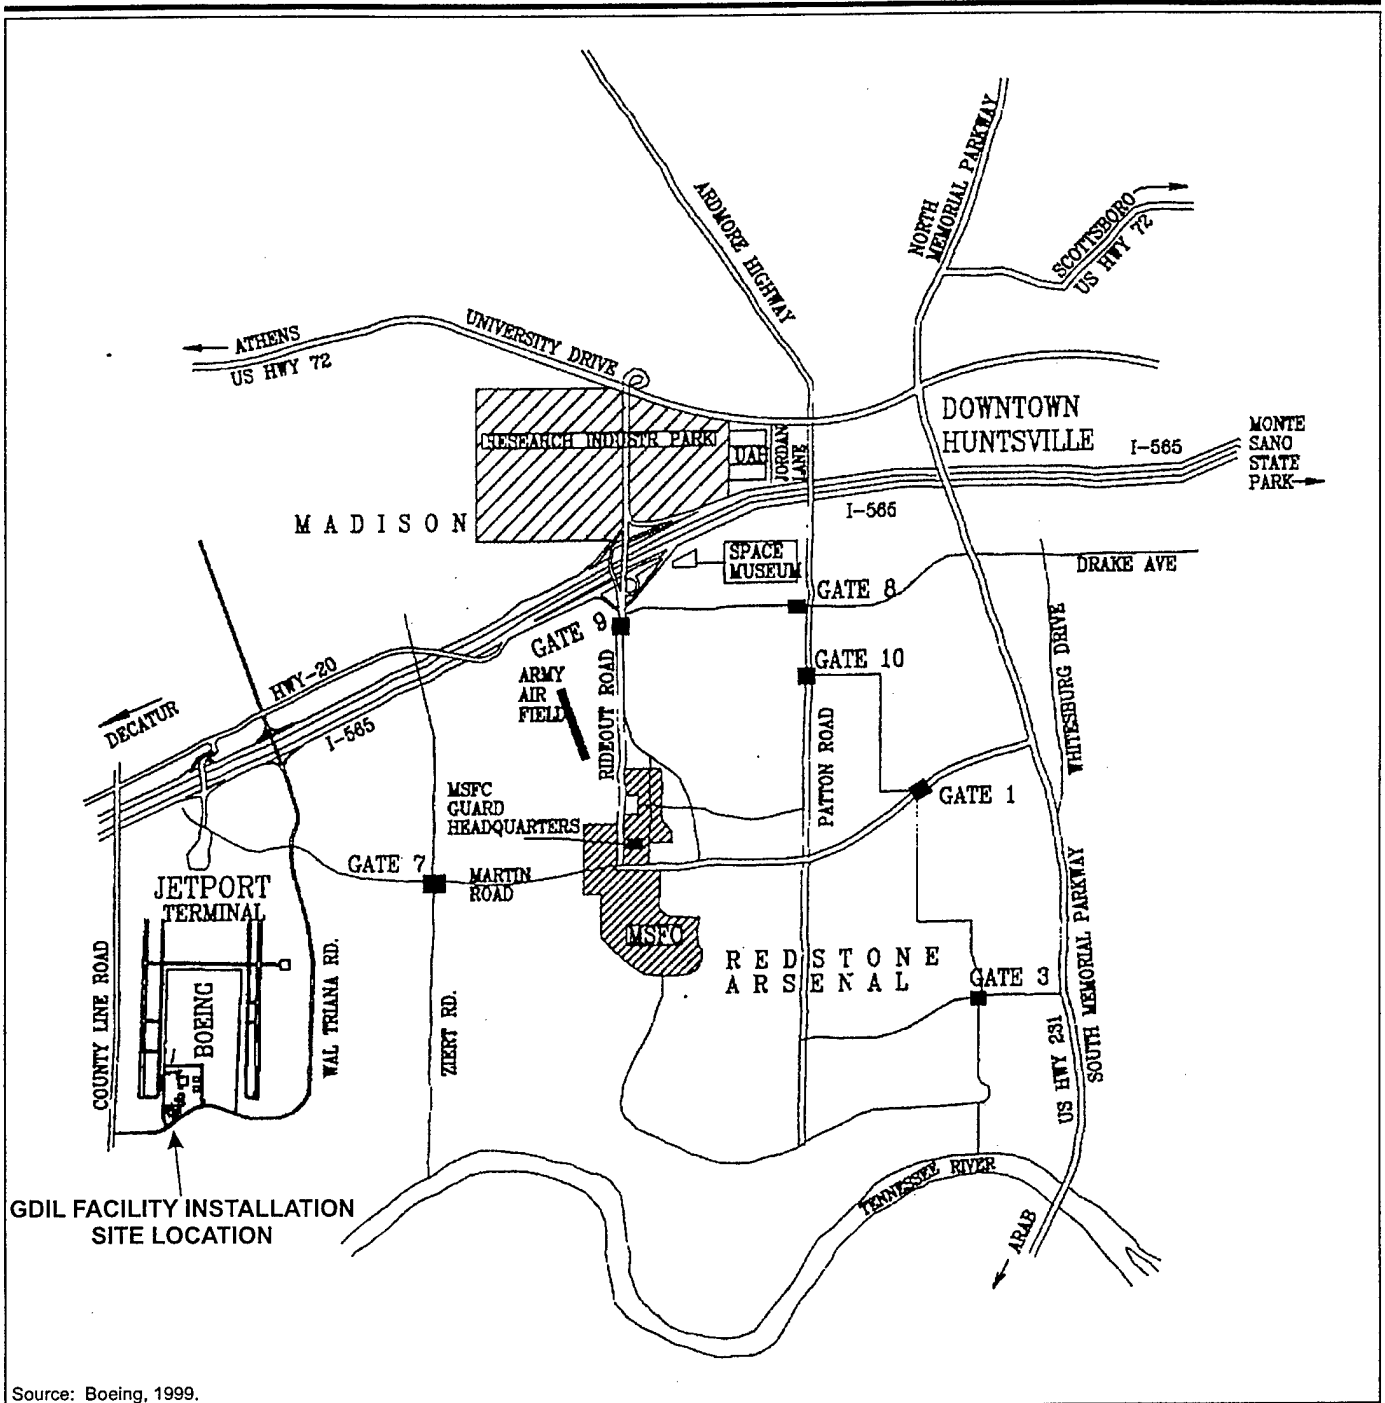 ARDMORE HIGHWAY
NORTH
MEMORIAL PARKWAY
SCOTTSBORO
US HWY 72
ATHENS
US HWY 72
UNIVERSITY DRIVE
RESEARCH INDUSTR PARK
UAH
JORDAN
LANE
DOWNTOWN
HUNTSVILLE
I-565
MONTE
SANO
STATE
PARK
I-565
MADISON
SPACE
MUSEUM
DRAKE AVE
GATE 8
GATE 9
GATE 10
ARMY
AIR
FIELD
RIDEOUT ROAD
PATTON ROAD
WHITESBURG DRIVE
HWY-20
DECATUR
I-565
MSFC
GUARD
HEADQUARTERS
GATE 1
GATE 7
MARTIN
ROAD
JETPORT
TERMINAL
MSFC
REDSTONE
ARSENAL
GATE 3
COUNTY LINE ROAD
BOEING
WAL TRIANA RD.
ZIERT RD.
US HWY 231
SOUTH MEMORIAL PARKWAY
TENNESSEE RIVER
ARAB
GDIL FACILITY INSTALLATION
SITE LOCATION
Source: Boeing, 1999.